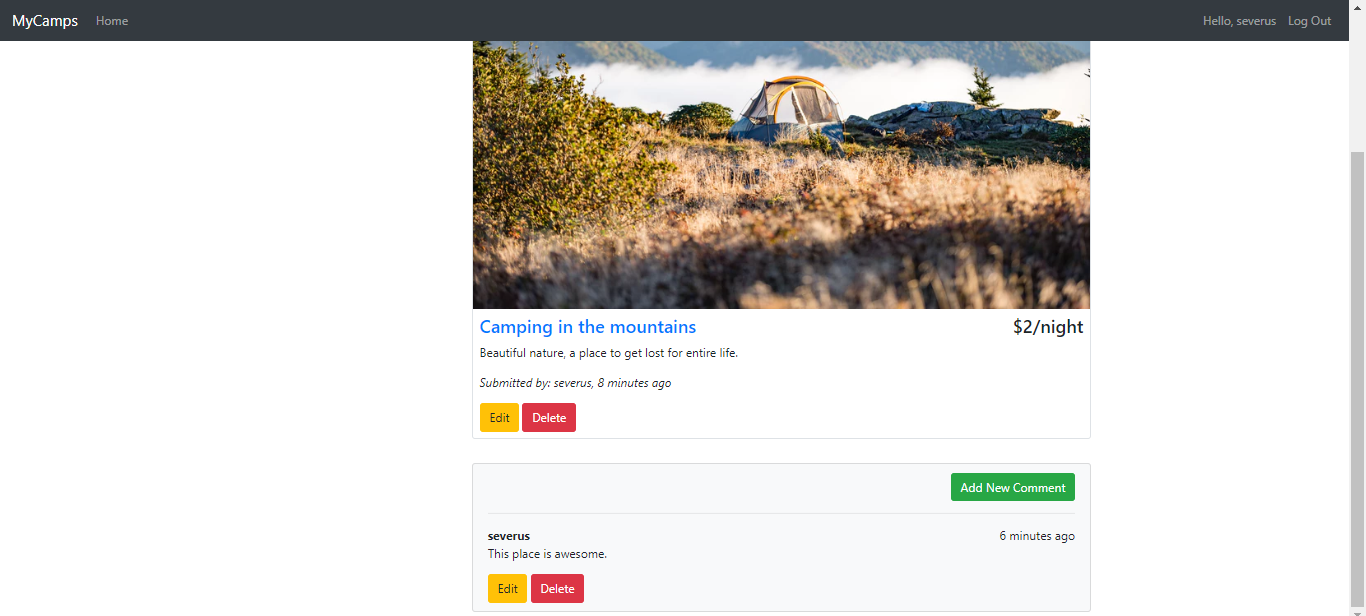 MyCamps Home Hello, severus Log Out
Camping in the mountains $2/night
Beautiful nature, a place to get lost for entire life.
Submitted by: severus, 8 minutes ago
Edit Delete
Add New Comment
severus 6 minutes ago
This place is awesome.
Edit Delete